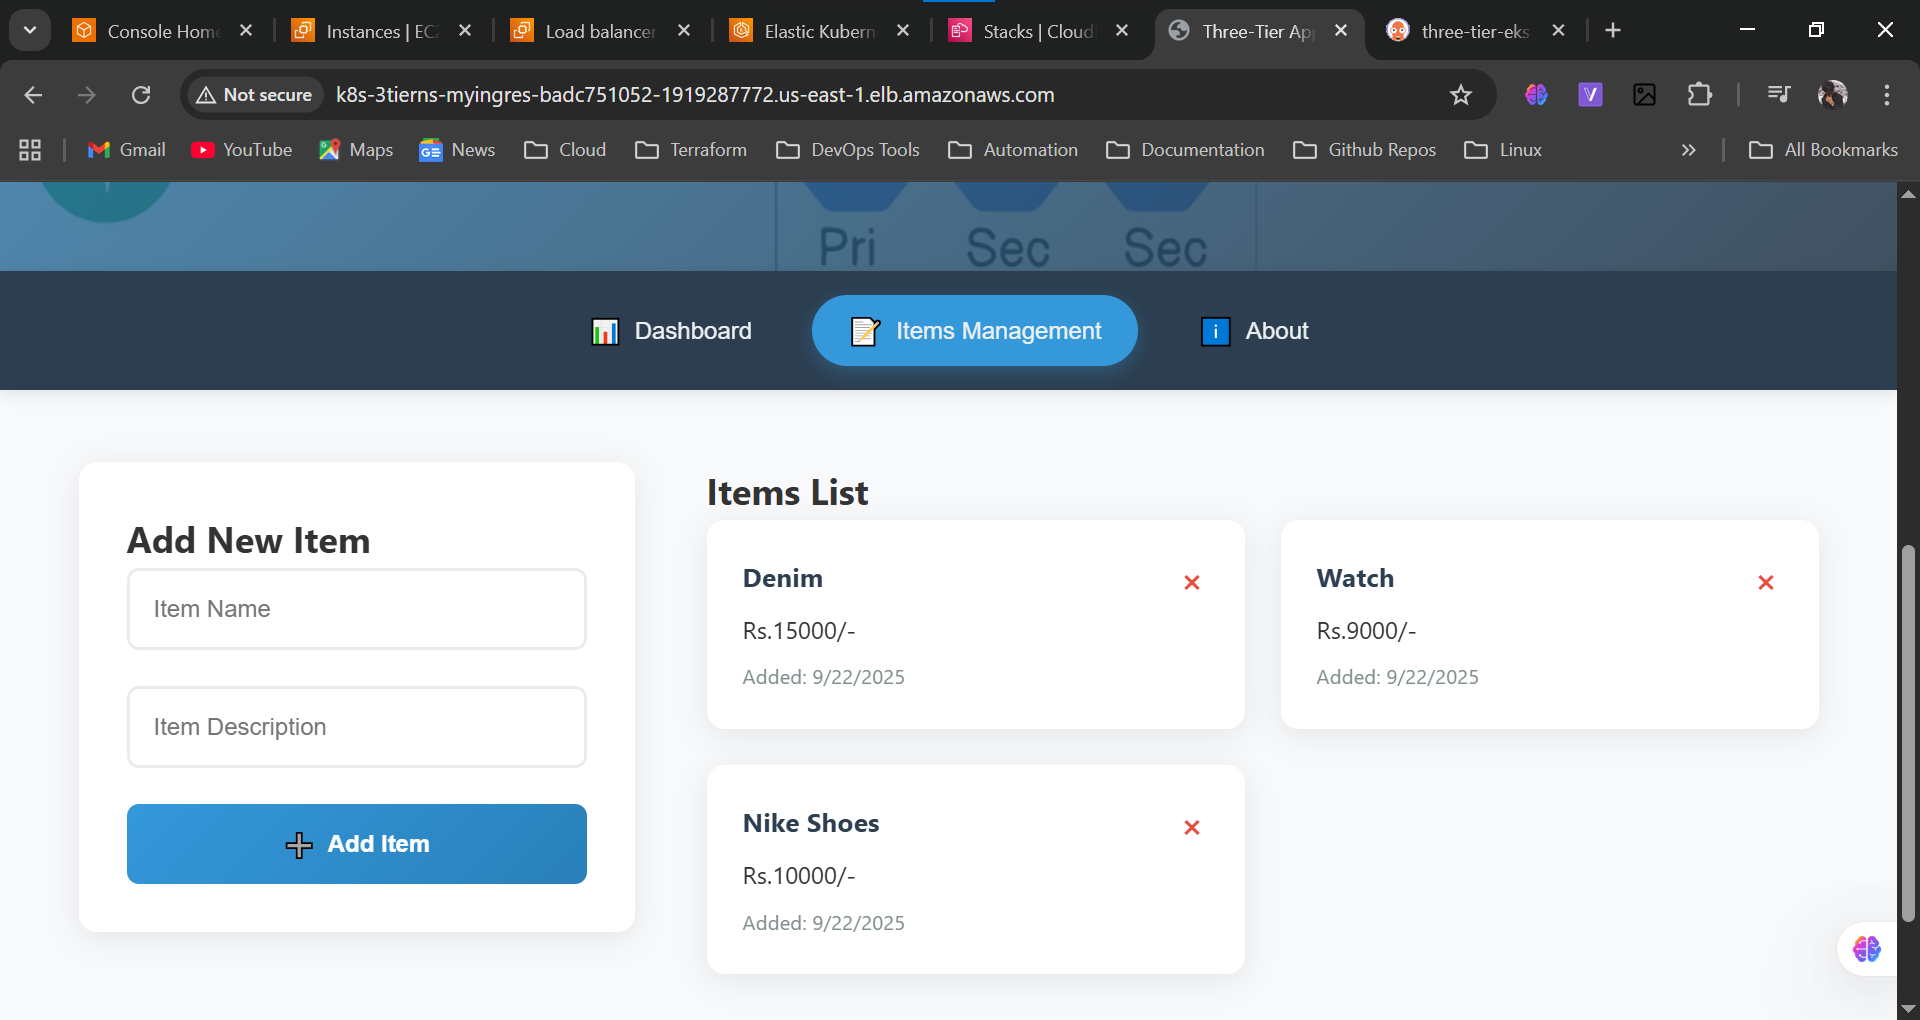 Console Home
Instances | EC2
Load balancer
Elastic Kubern
Stacks | Cloud
Three-Tier Ap
three-tier-eks
Not secure
k8s-3tierns-myingres-badc751052-1919287772.us-east-1.elb.amazonaws.com
Gmail
YouTube
Maps
News
Cloud
Terraform
DevOps Tools
Automation
Documentation
Github Repos
Linux
»
All Bookmarks
Pri Sec Sec
Dashboard
Items Management
About
Add New Item
Item Name
Item Description
Add Item
Items List
Denim
Rs.15000/-
Added: 9/22/2025
Watch
Rs.9000/-
Added: 9/22/2025
Nike Shoes
Rs.10000/-
Added: 9/22/2025